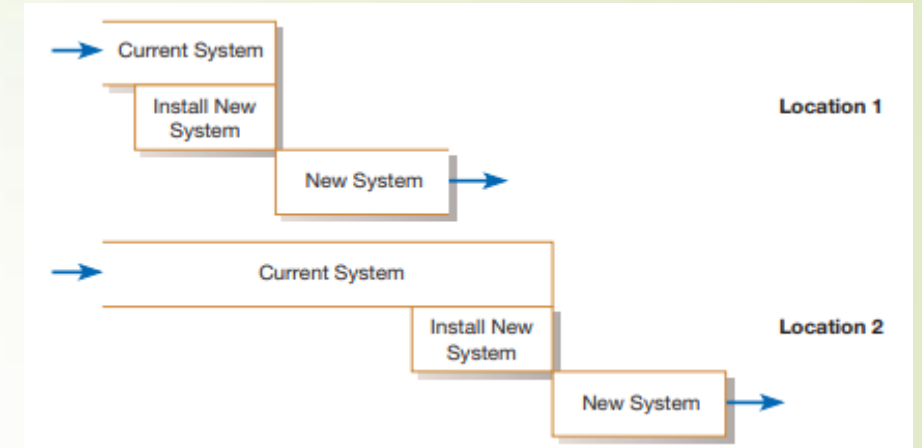 Current System
Install New
System
Location 1
New System
Current System
Install New
System
Location 2
New System